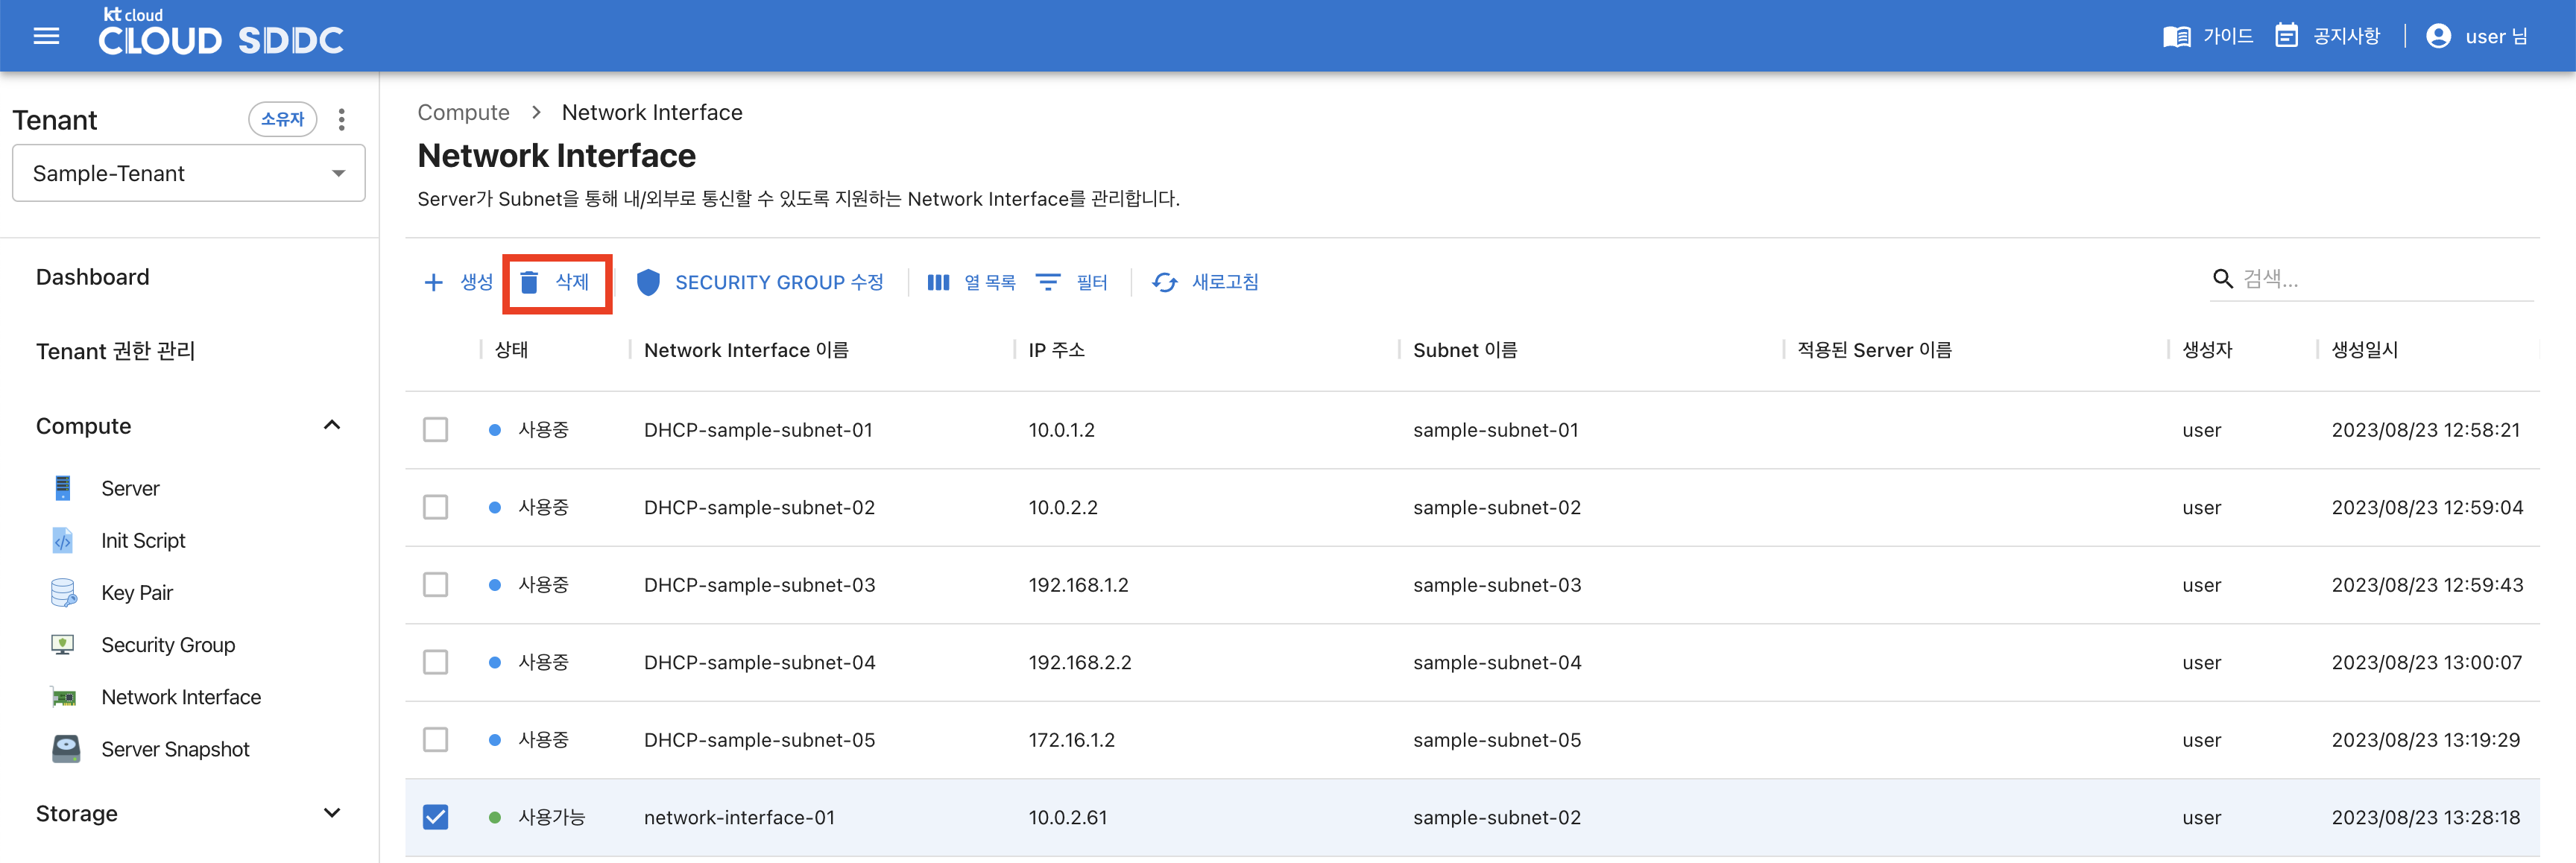 kt cloud
CLOUD SDDC
가이드
공지사항
user 님
Tenant
소유자
Sample-Tenant
Dashboard
Tenant 권한 관리
Compute
Server
Init Script
Key Pair
Security Group
Network Interface
Server Snapshot
Storage
Compute > Network Interface
Network Interface
Server가 Subnet을 통해 내/외부로 통신할 수 있도록 지원하는 Network Interface를 관리합니다.
생성 삭제 SECURITY GROUP 수정 열 목록 필터 새로고침 검색...
상태 Network Interface 이름 IP 주소 Subnet 이름 적용된 Server 이름 생성자 생성일시
사용중 DHCP-sample-subnet-01 10.0.1.2 sample-subnet-01 user 2023/08/23 12:58:21
사용중 DHCP-sample-subnet-02 10.0.2.2 sample-subnet-02 user 2023/08/23 12:59:04
사용중 DHCP-sample-subnet-03 192.168.1.2 sample-subnet-03 user 2023/08/23 12:59:43
사용중 DHCP-sample-subnet-04 192.168.2.2 sample-subnet-04 user 2023/08/23 13:00:07
사용중 DHCP-sample-subnet-05 172.16.1.2 sample-subnet-05 user 2023/08/23 13:19:29
사용가능 network-interface-01 10.0.2.61 sample-subnet-02 user 2023/08/23 13:28:18